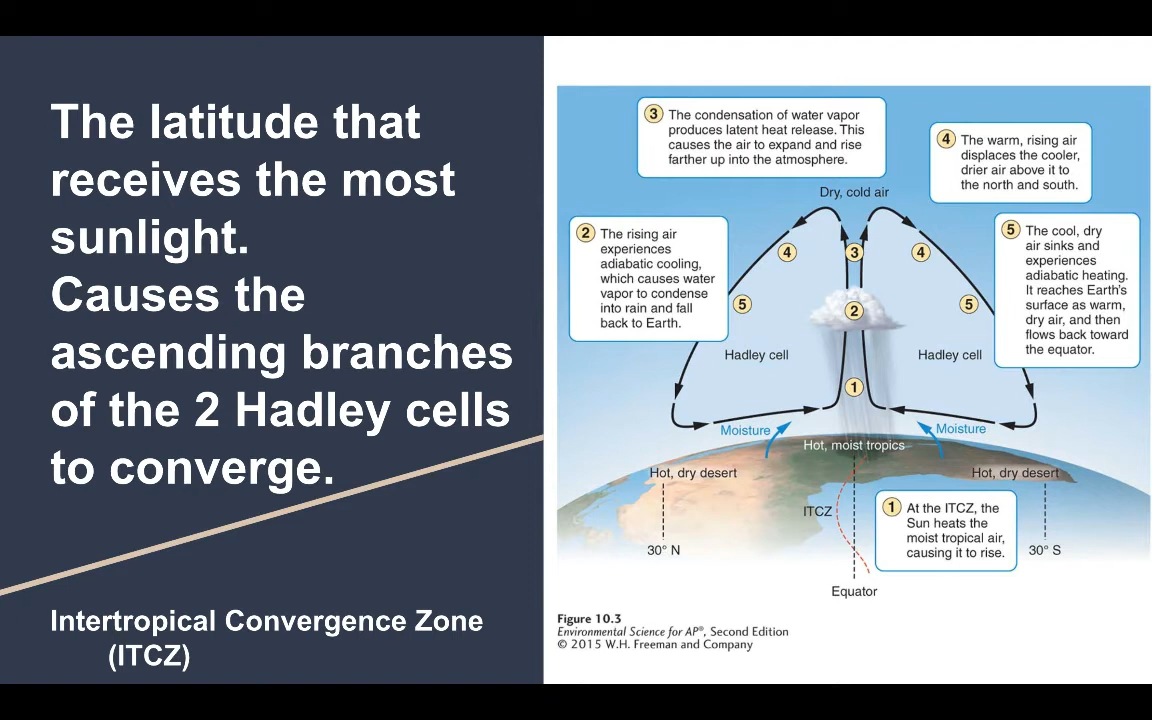 The latitude that
receives the most
sunlight.
Causes the
ascending branches
of the 2 Hadley cells
to converge.
Intertropical Convergence Zone
(ITCZ)
3 The condensation of water vapor
produces latent heat release. This
causes the air to expand and rise
farther up into the atmosphere.
4 The warm, rising air
displaces the cooler,
drier air above it to
the north and south.
Dry, cold air
2 The rising air
experiences
adiabatic cooling,
which causes water
vapor to condense
into rain and fall
back to Earth.
5 The cool, dry
air sinks and
experiences
adiabatic heating.
It reaches Earth's
surface as warm,
dry air, and then
flows back toward
the equator.
4 3 4
5 2 5
Hadley cell Hadley cell
1
Moisture Moisture
Hot, moist tropics
Hot, dry desert Hot, dry desert
ITCZ
1 At the ITCZ, the
Sun heats the
moist tropical air,
causing it to rise.
30° N 30° S
Equator
Figure 10.3
Environmental Science for AP®, Second Edition
© 2015 W.H. Freeman and Company